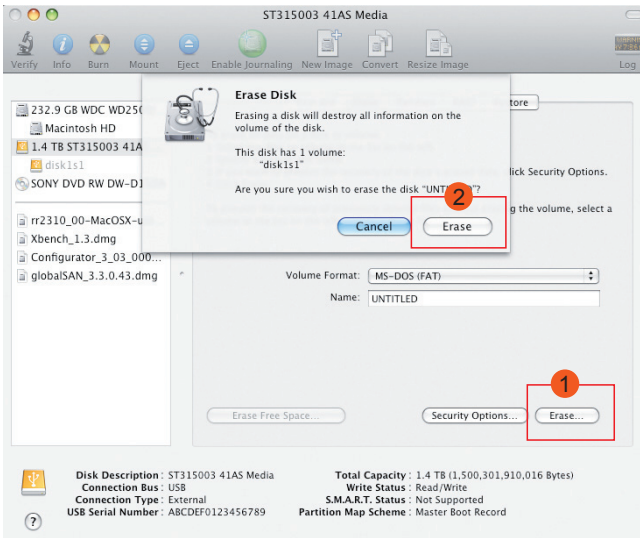 ST315003 41AS Media
Verify Info Burn Mount Eject Enable Journaling New Image Convert Resize Image Log
232.9 GB WDC WD250
Macintosh HD
1.4 TB ST315003 41A
disk1s1
SONY DVD RW DW-D1
rr2310_00-MacOSX-u
Xbench_1.3.dmg
Configurator_3_03_000...
globalSAN_3.3.0.43.dmg
Erase Disk
Erasing a disk will destroy all information on the
volume of the disk.
This disk has 1 volume:
"disk1s1"
Are you sure you wish to erase the disk "UNTI
"?
2
Cancel Erase
tore
lick Security Options.
g the volume, select a
Volume Format: MS-DOS (FAT)
Name: UNTITLED
1
Erase Free Space... Security Options... Erase...
Disk Description : ST315003 41AS Media
Connection Bus : USB
Connection Type : External
USB Serial Number : ABCDEF0123456789
Total Capacity : 1.4 TB (1,500,301,910,016 Bytes)
Write Status : Read/Write
S.M.A.R.T. Status : Not Supported
Partition Map Scheme : Master Boot Record
?